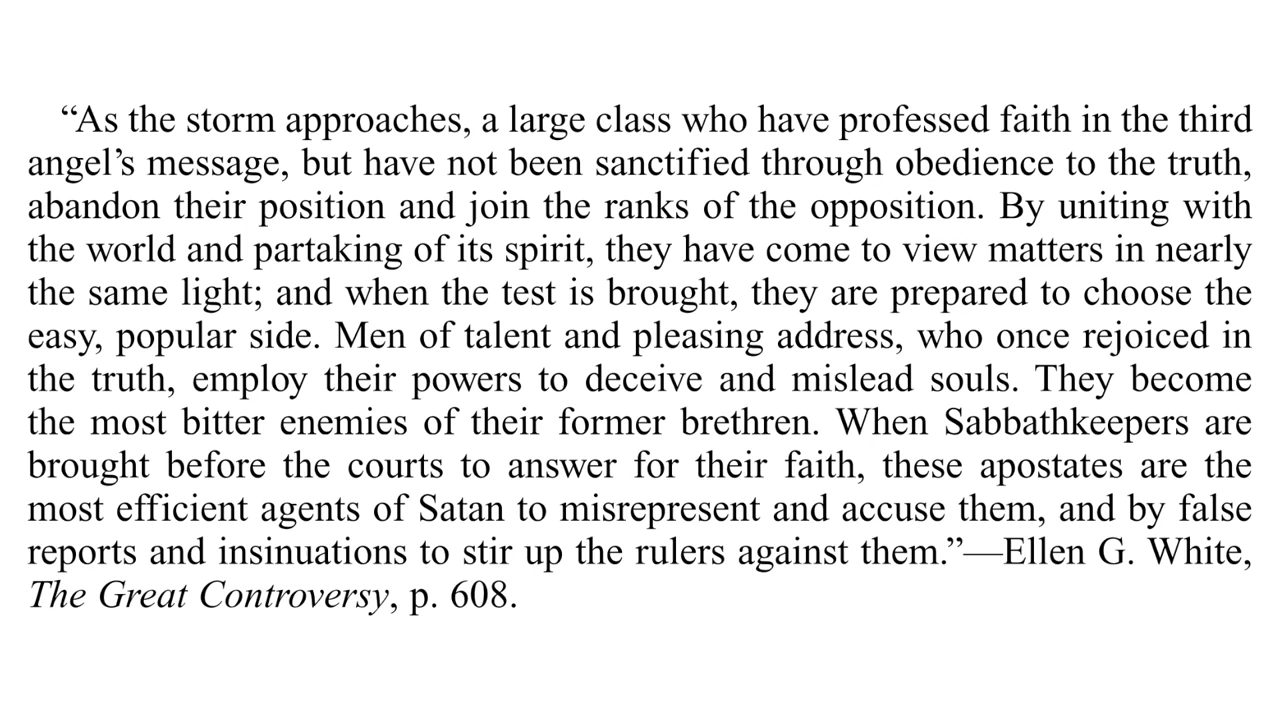 “As the storm approaches, a large class who have professed faith in the third
angel’s message, but have not been sanctified through obedience to the truth,
abandon their position and join the ranks of the opposition. By uniting with
the world and partaking of its spirit, they have come to view matters in nearly
the same light; and when the test is brought, they are prepared to choose the
easy, popular side. Men of talent and pleasing address, who once rejoiced in
the truth, employ their powers to deceive and mislead souls. They become
the most bitter enemies of their former brethren. When Sabbathkeepers are
brought before the courts to answer for their faith, these apostates are the
most efficient agents of Satan to misrepresent and accuse them, and by false
reports and insinuations to stir up the rulers against them.”—Ellen G. White,
The Great Controversy, p. 608.